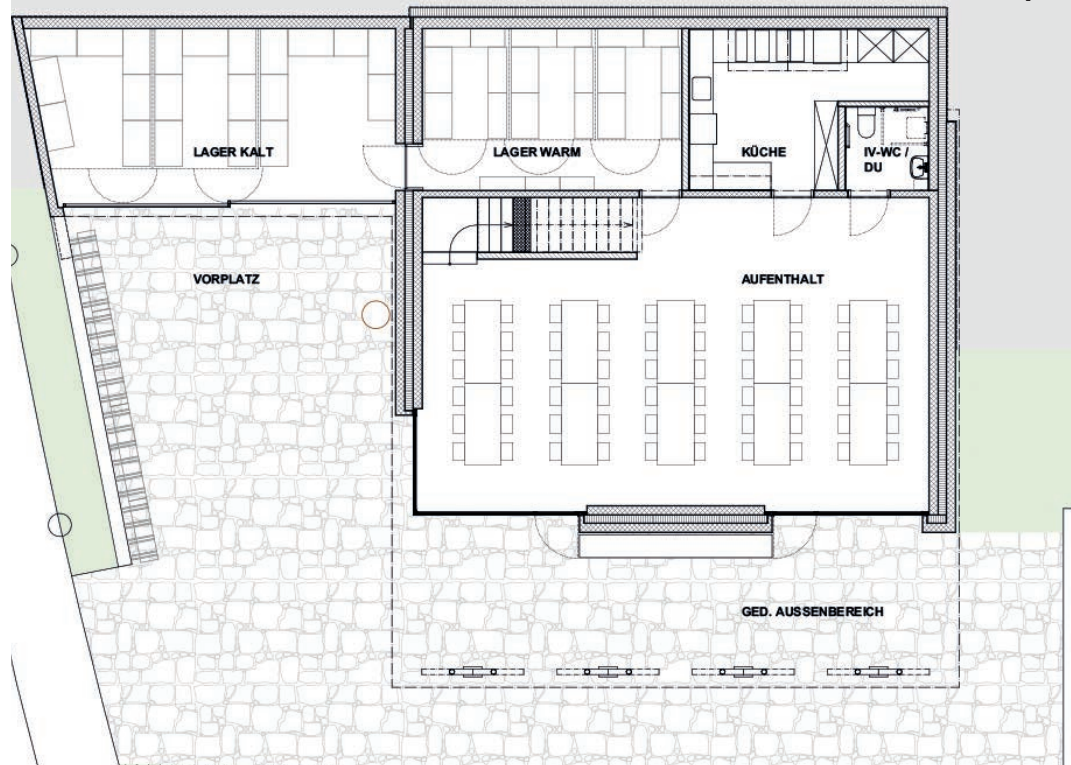 LAGER KALT
LAGER WARM
KÜCHE
IV-WC /
DU
VORPLATZ
AUFENTHALT
GED. AUSSENBEREICH